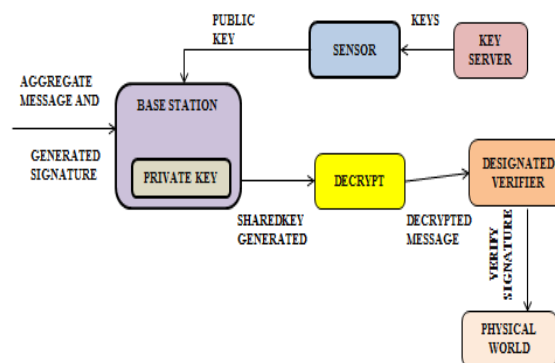 PUBLIC
KEY
SENSOR
KEYS
KEY
SERVER
AGGREGATE
MESSAGE AND
GENERATED
SIGNATURE
BASE STATION
PRIVATE KEY
SHAREDKEY
GENERATED
DECRYPT
DECRYPTED
MESSAGE
DESIGNATED
VERIFIER
VERIFY
SIGNATURE
PHYSICAL
WORLD